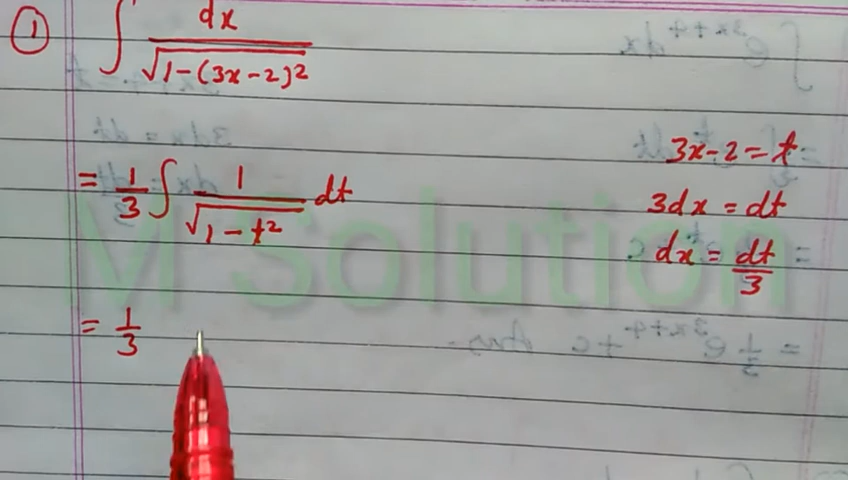 ① ∫ dx / √1-(3x-2)²
3x-2 = t
= 1/3 ∫ 1/√1-t² dt
3dx = dt
dx = dt/3
= 1/3
M Solution